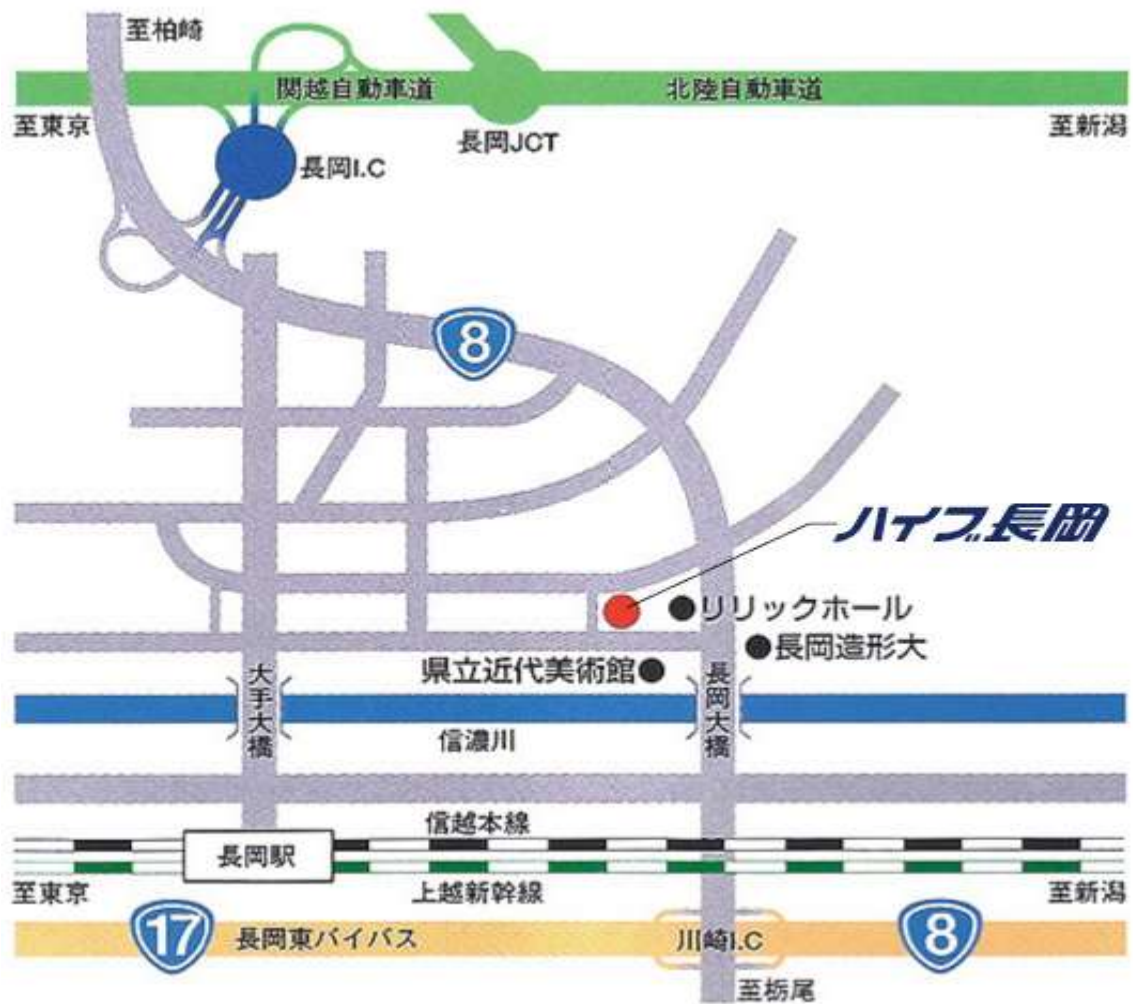 至柏崎
関越自動車道
北陸自動車道
至東京
長岡JCT
至新潟
長岡I.C
8
ハイブ長岡
リリックホール
長岡造形大
県立近代美術館
大手大橋
長岡大橋
信濃川
信越本線
長岡駅
至東京
上越新幹線
至新潟
17
長岡東バイパス
川崎I.C
8
至栃尾